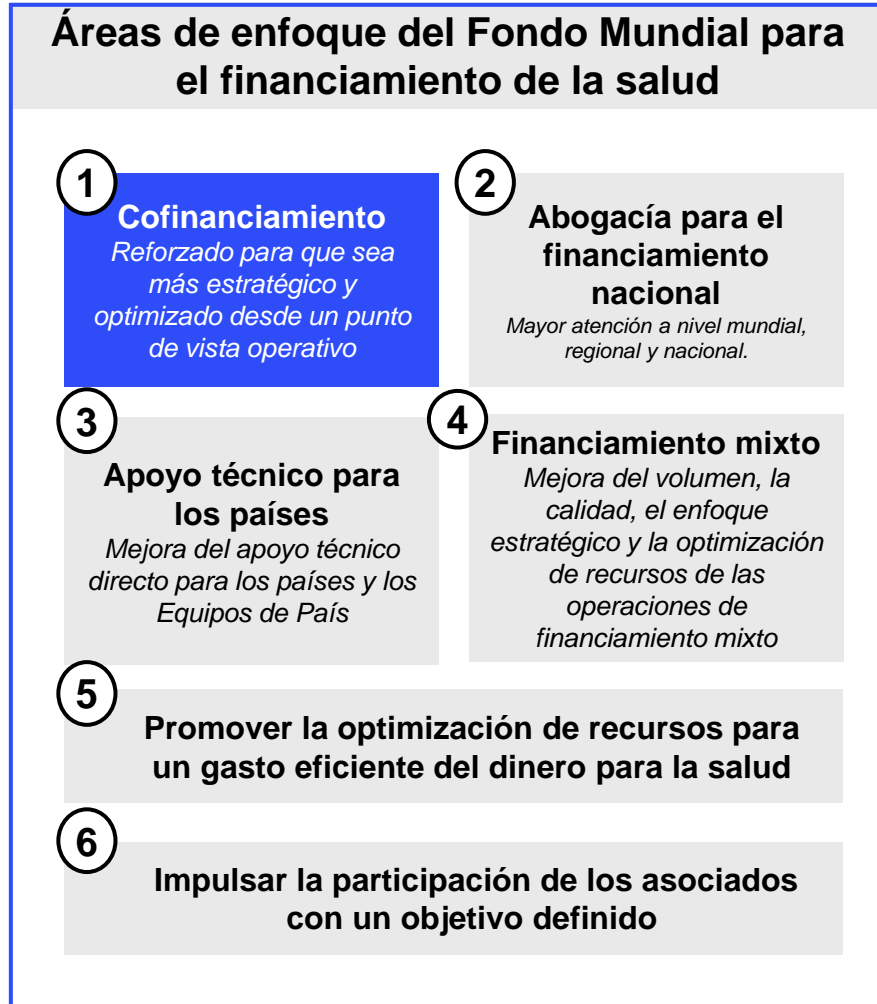 Áreas de enfoque del Fondo Mundial para
el financiamiento de la salud
1
Cofinanciamiento
Reforzado para que sea
más estratégico y
optimizado desde un punto
de vista operativo
2
Abogacía para el
financiamiento
nacional
Mayor atención a nivel mundial,
regional y nacional.
3
Apoyo técnico para
los países
Mejora del apoyo técnico
directo para los países y los
Equipos de País
4
Financiamiento mixto
Mejora del volumen, la
calidad, el enfoque
estratégico y la optimización
de recursos de las
operaciones de
financiamiento mixto
5
Promover la optimización de recursos para
un gasto eficiente del dinero para la salud
6
Impulsar la participación de los asociados
con un objetivo definido